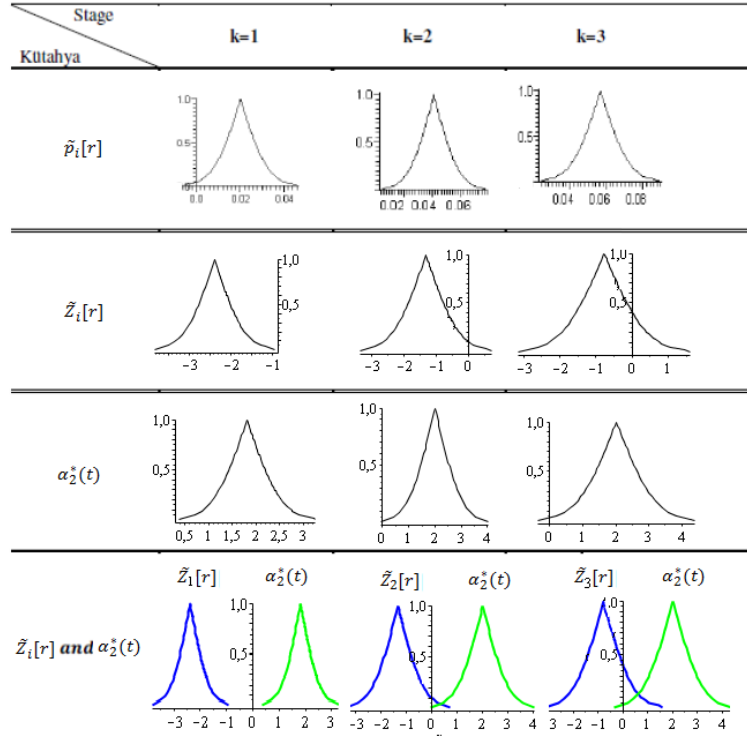 Stage
Kütahya
k=1 k=2 k=3
p̃ᵢ[r]
1.0 0.5 0.0 0.02 0.04
1.0 0.5 0.02 0.04 0.06
1.0 0.5 0.04 0.06 0.08
Z̃ᵢ[r]
1,0 0,5 -3 -2 -1
1,0 0,5 -3 -2 -1 0
1,0 0,5 -3 -2 -1 0 1
α₂*(t)
1,0 0,5 0,5 1 1,5 2 2,5 3
1,0 0,5 0 1 2 3 4
1,0 0,5 0 1 2 3 4
Z̃ᵢ[r] and α₂*(t)
Z̃₁[r] α₂*(t) Z̃₂[r] α₂*(t) Z̃₃[r] α₂*(t)
1,0 0,5 -3 -2 -1 0 1 2 3
1,0 0,5 -3 -2 -1 0 1 2 3 4
1,0 0,5 -3 -2 -1 0 1 2 3 4